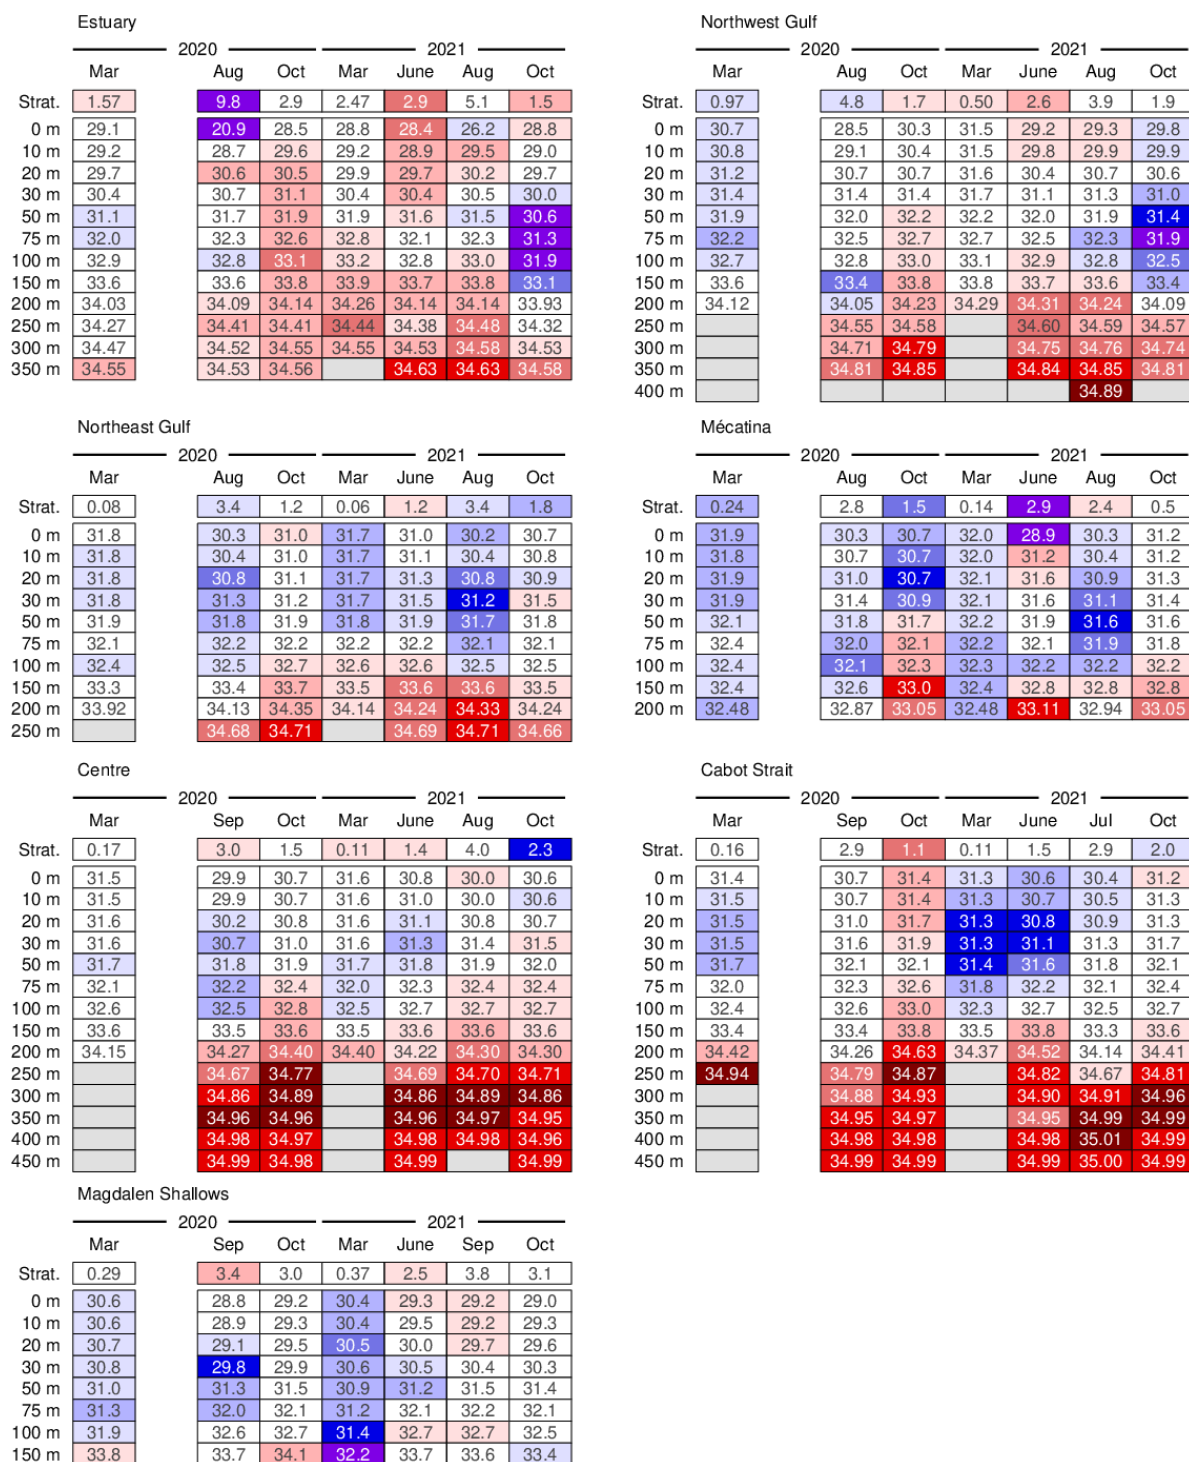 Estuary
2020 2021
Mar Aug Oct Mar June Aug Oct
Strat. 1.57 9.8 2.9 2.47 2.9 5.1 1.5
0 m 29.1 20.9 28.5 28.8 28.4 26.2 28.8
10 m 29.2 28.7 29.6 29.2 28.9 29.5 29.0
20 m 29.7 30.6 30.5 29.9 29.7 30.2 29.7
30 m 30.4 30.7 31.1 30.4 30.4 30.5 30.0
50 m 31.1 31.7 31.9 31.9 31.6 31.5 30.6
75 m 32.0 32.3 32.6 32.8 32.1 32.3 31.3
100 m 32.9 32.8 33.1 33.2 32.8 33.0 31.9
150 m 33.6 33.6 33.8 33.9 33.7 33.8 33.1
200 m 34.03 34.09 34.14 34.26 34.14 34.14 33.93
250 m 34.27 34.41 34.41 34.44 34.38 34.48 34.32
300 m 34.47 34.52 34.55 34.55 34.53 34.58 34.53
350 m 34.55 34.53 34.56 34.63 34.63 34.58
Northwest Gulf
2020 2021
Mar Aug Oct Mar June Aug Oct
Strat. 0.97 4.8 1.7 0.50 2.6 3.9 1.9
0 m 30.7 28.5 30.3 31.5 29.2 29.3 29.8
10 m 30.8 29.1 30.4 31.5 29.8 29.9 29.9
20 m 31.2 30.7 30.7 31.6 30.4 30.7 30.6
30 m 31.4 31.4 31.4 31.7 31.1 31.3 31.0
50 m 31.9 32.0 32.2 32.2 32.0 31.9 31.4
75 m 32.2 32.5 32.7 32.7 32.5 32.3 31.9
100 m 32.7 32.8 33.0 33.1 32.9 32.8 32.5
150 m 33.6 33.4 33.8 33.8 33.7 33.6 33.4
200 m 34.12 34.05 34.23 34.29 34.31 34.24 34.09
250 m 34.55 34.58 34.60 34.59 34.57
300 m 34.71 34.79 34.75 34.76 34.74
350 m 34.81 34.85 34.84 34.85 34.81
400 m 34.89
Northeast Gulf
2020 2021
Mar Aug Oct Mar June Aug Oct
Strat. 0.08 3.4 1.2 0.06 1.2 3.4 1.8
0 m 31.8 30.3 31.0 31.7 31.0 30.2 30.7
10 m 31.8 30.4 31.0 31.7 31.1 30.4 30.8
20 m 31.8 30.8 31.1 31.7 31.3 30.8 30.9
30 m 31.8 31.3 31.2 31.7 31.5 31.2 31.5
50 m 31.9 31.8 31.9 31.8 31.9 31.7 31.8
75 m 32.1 32.2 32.2 32.2 32.2 32.1 32.1
100 m 32.4 32.5 32.7 32.6 32.6 32.5 32.5
150 m 33.3 33.4 33.7 33.5 33.6 33.6 33.5
200 m 33.92 34.13 34.35 34.14 34.24 34.33 34.24
250 m 34.68 34.71 34.69 34.71 34.66
Mécatina
2020 2021
Mar Aug Oct Mar June Aug Oct
Strat. 0.24 2.8 1.5 0.14 2.9 2.4 0.5
0 m 31.9 30.3 30.7 32.0 28.9 30.3 31.2
10 m 31.8 30.7 30.7 32.0 31.2 30.4 31.2
20 m 31.9 31.0 30.7 32.1 31.6 30.9 31.3
30 m 31.9 31.4 30.9 32.1 31.6 31.1 31.4
50 m 32.1 31.8 31.7 32.2 31.9 31.6 31.6
75 m 32.4 32.0 32.1 32.2 32.1 31.9 31.8
100 m 32.4 32.1 32.3 32.3 32.2 32.2 32.2
150 m 32.4 32.6 33.0 32.4 32.8 32.8 32.8
200 m 32.48 32.87 33.05 32.48 33.11 32.94 33.05
Centre
2020 2021
Mar Sep Oct Mar June Aug Oct
Strat. 0.17 3.0 1.5 0.11 1.4 4.0 2.3
0 m 31.5 29.9 30.7 31.6 30.8 30.0 30.6
10 m 31.5 29.9 30.7 31.6 31.0 30.0 30.6
20 m 31.6 30.2 30.8 31.6 31.1 30.8 30.7
30 m 31.6 30.7 31.0 31.6 31.3 31.4 31.5
50 m 31.7 31.8 31.9 31.7 31.8 31.9 32.0
75 m 32.1 32.2 32.4 32.0 32.3 32.4 32.4
100 m 32.6 32.5 32.8 32.5 32.7 32.7 32.7
150 m 33.6 33.5 33.6 33.5 33.6 33.6 33.6
200 m 34.15 34.27 34.40 34.40 34.22 34.30 34.30
250 m 34.67 34.77 34.69 34.70 34.71
300 m 34.86 34.89 34.86 34.89 34.86
350 m 34.96 34.96 34.96 34.97 34.95
400 m 34.98 34.97 34.98 34.98 34.96
450 m 34.99 34.98 34.99 34.99
Cabot Strait
2020 2021
Mar Sep Oct Mar June Jul Oct
Strat. 0.16 2.9 1.1 0.11 1.5 2.9 2.0
0 m 31.4 30.7 31.4 31.3 30.6 30.4 31.2
10 m 31.5 30.7 31.4 31.3 30.7 30.5 31.3
20 m 31.5 31.0 31.7 31.3 30.8 30.9 31.3
30 m 31.5 31.6 31.9 31.3 31.1 31.3 31.7
50 m 31.7 32.1 32.1 31.4 31.6 31.8 32.1
75 m 32.0 32.3 32.6 31.8 32.2 32.1 32.4
100 m 32.4 32.6 33.0 32.3 32.7 32.5 32.7
150 m 33.4 33.4 33.8 33.5 33.8 33.3 33.6
200 m 34.42 34.26 34.63 34.37 34.52 34.14 34.41
250 m 34.94 34.79 34.87 34.82 34.67 34.81
300 m 34.88 34.93 34.90 34.91 34.96
350 m 34.95 34.97 34.95 34.99 34.99
400 m 34.98 34.98 34.98 35.01 34.99
450 m 34.99 34.99 34.99 35.00 34.99
Magdalen Shallows
2020 2021
Mar Sep Oct Mar June Sep Oct
Strat. 0.29 3.4 3.0 0.37 2.5 3.8 3.1
0 m 30.6 28.8 29.2 30.4 29.3 29.2 29.0
10 m 30.6 28.9 29.3 30.4 29.5 29.2 29.3
20 m 30.7 29.1 29.5 30.5 30.0 29.7 29.6
30 m 30.8 29.8 29.9 30.6 30.5 30.4 30.3
50 m 31.0 31.3 31.5 30.9 31.2 31.5 31.4
75 m 31.3 32.0 32.1 31.2 32.1 32.2 32.1
100 m 31.9 32.6 32.7 31.4 32.7 32.7 32.5
150 m 33.8 33.7 34.1 32.2 33.7 33.6 33.4